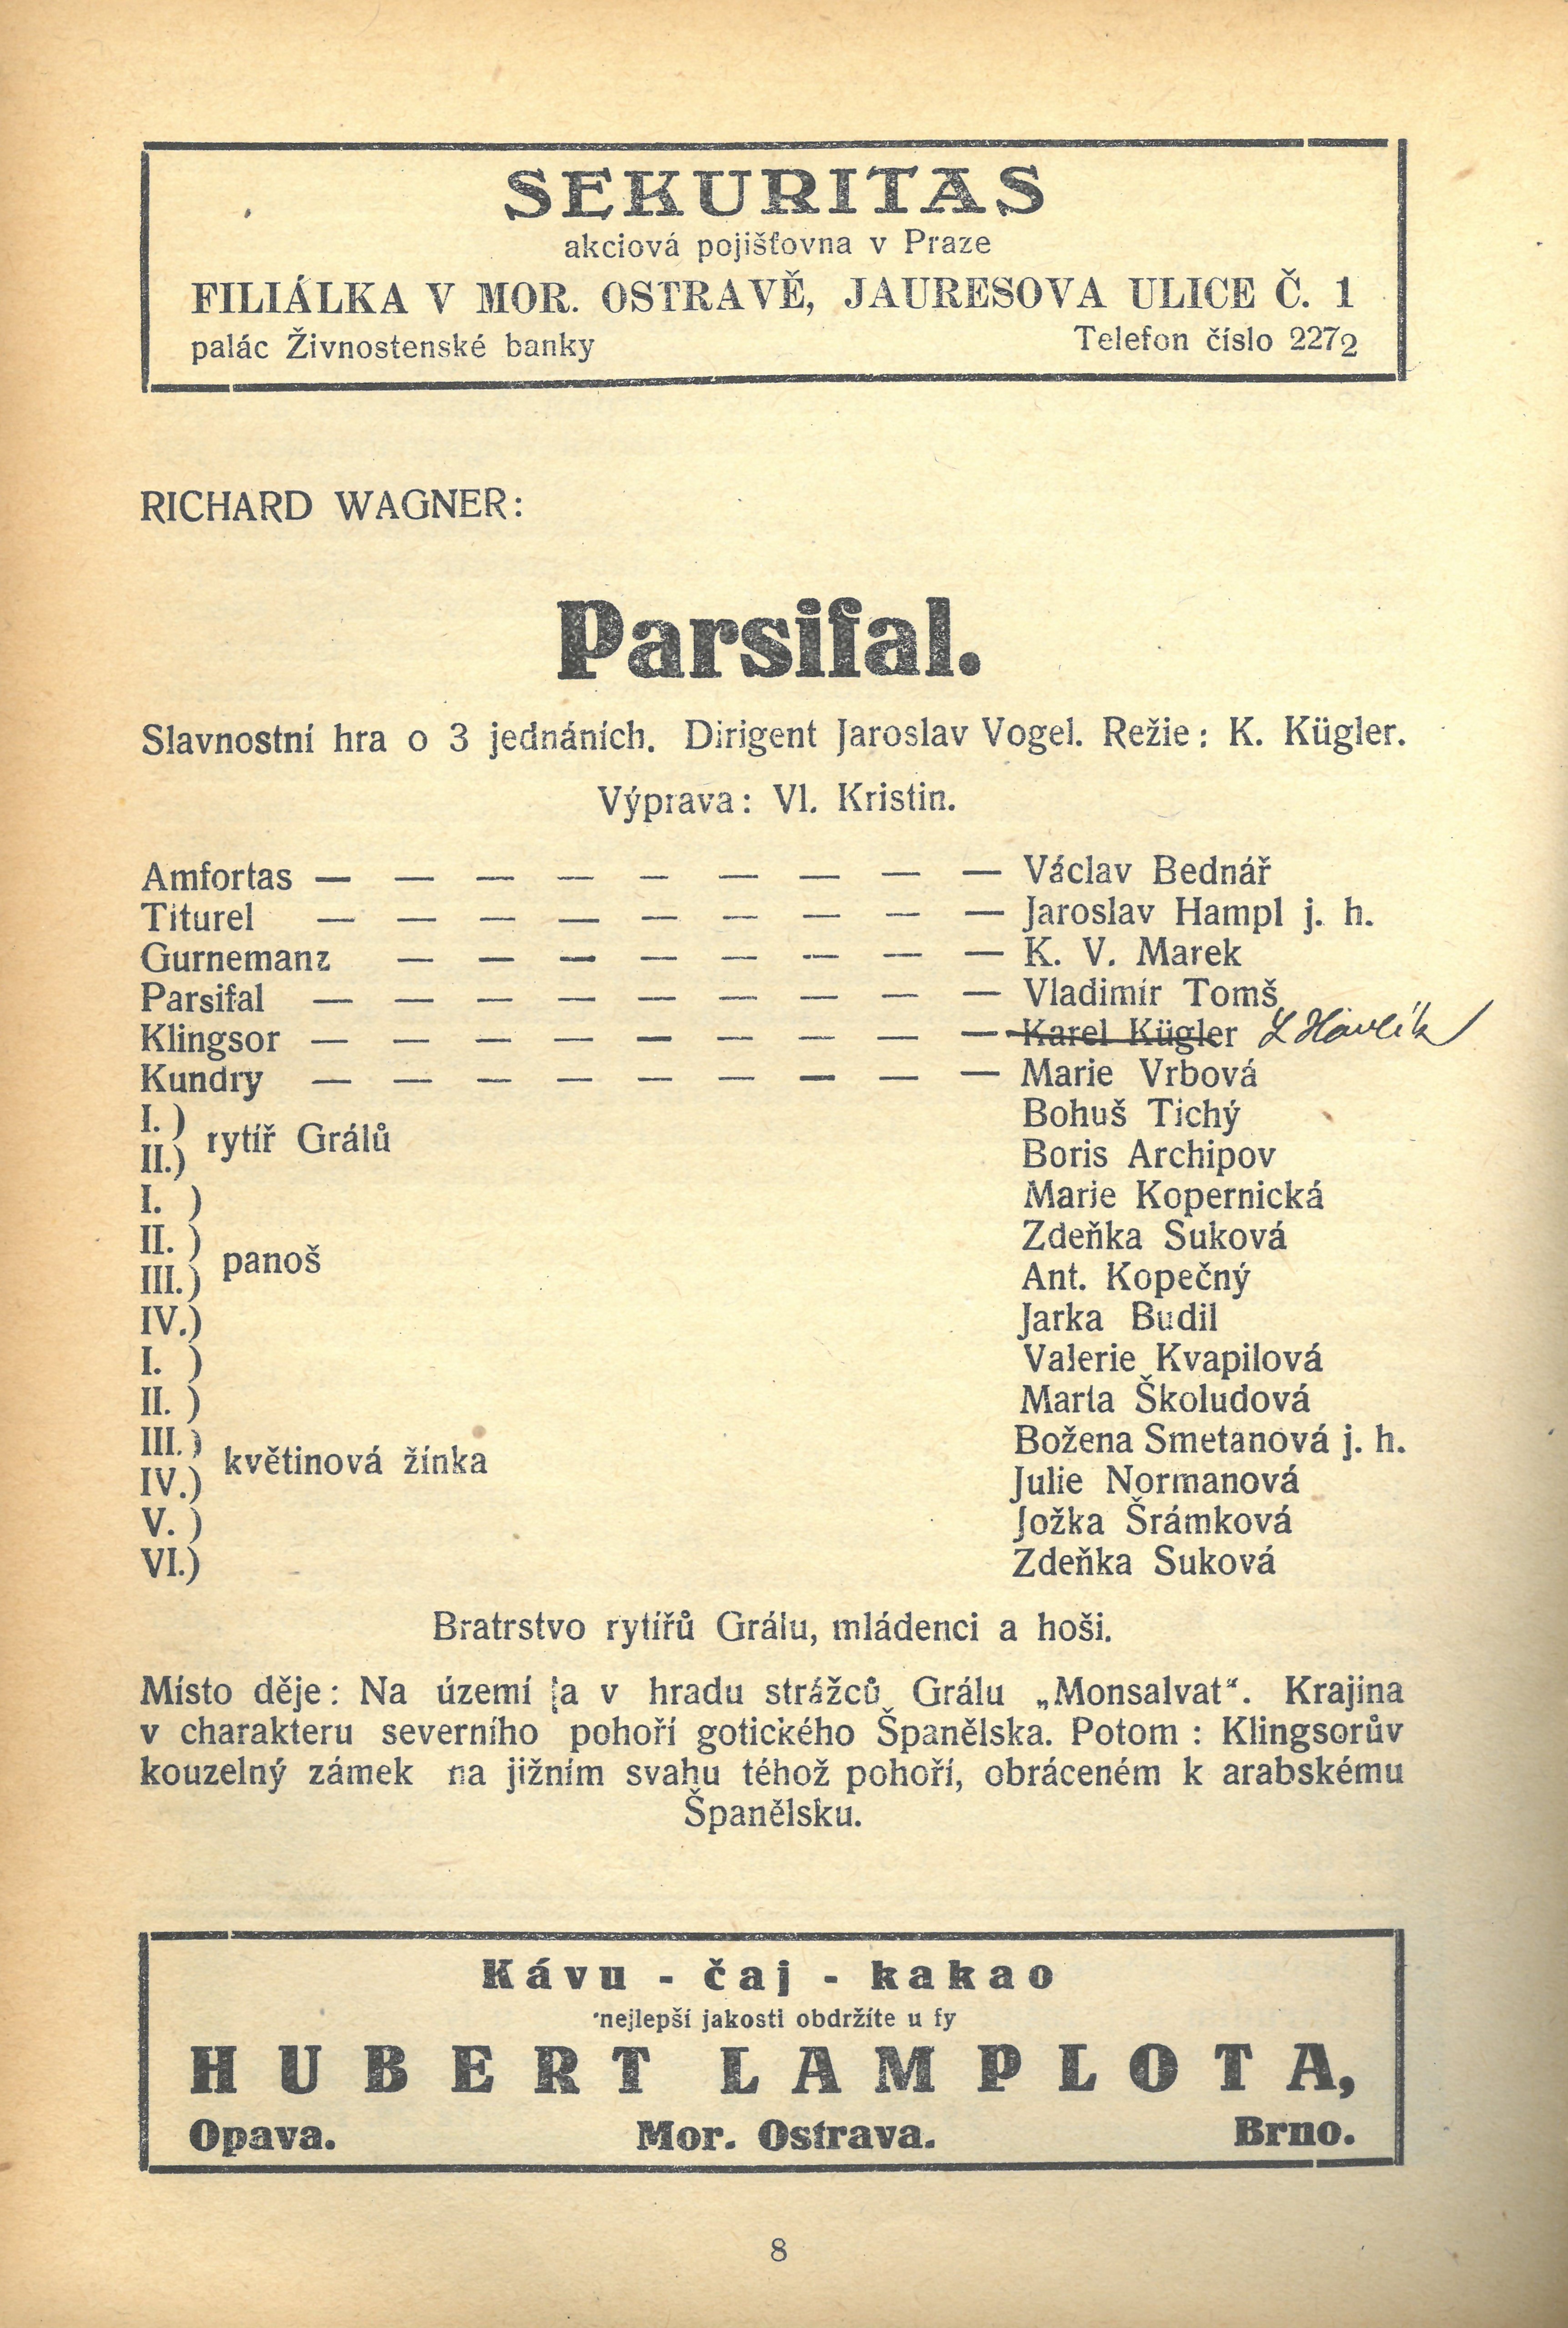 SEKURITAS
akciová pojišťovna v Praze
FILIÁLKA V MOR. OSTRAVĚ, JAURESOVA ULICE Č. 1
palác Živnostenské banky Telefon číslo 2272
RICHARD WAGNER:
Parsifal.
Slavnostní hra o 3 jednáních. Dirigent Jaroslav Vogel. Režie: K. Kügler.
Výprava: Vl. Kristin.
Amfortas — — — — — — — — — Václav Bednář
Titurel — — — — — — — — — Jaroslav Hampl j. h.
Gurnemanz — — — — — — — — K. V. Marek
Parsifal — — — — — — — — — Vladimír Tomš
Klingsor — — — — — — — — — Karel Kügler L Havlík
Kundry — — — — — — — — — Marie Vrbová
I. ) Bohuš Tichý
rytíř Grálů
II.) Boris Archipov
I. ) Marie Kopernická
II. ) Zdeňka Suková
panoš
III.) Ant. Kopečný
IV.) Jarka Budil
I. ) Valerie Kvapilová
II. ) Marta Školudová
III.) Božena Smetanová j. h.
květinová žínka
IV.) Julie Normanová
V. ) Jožka Šrámková
VI.) Zdeňka Suková
Bratrstvo rytířů Grálu, mládenci a hoši.
Místo děje: Na území a v hradu strážců Grálu „Monsalvat“. Krajina
v charakteru severního pohoří gotického Španělska. Potom : Klingsorův
kouzelný zámek na jižním svahu téhož pohoří, obráceném k arabskému
Španělsku.
Kávu - čaj - kakao
nejlepší jakosti obdržíte u fy
HUBERT LAMPLOTA,
Opava. Mor. Ostrava. Brno.
8